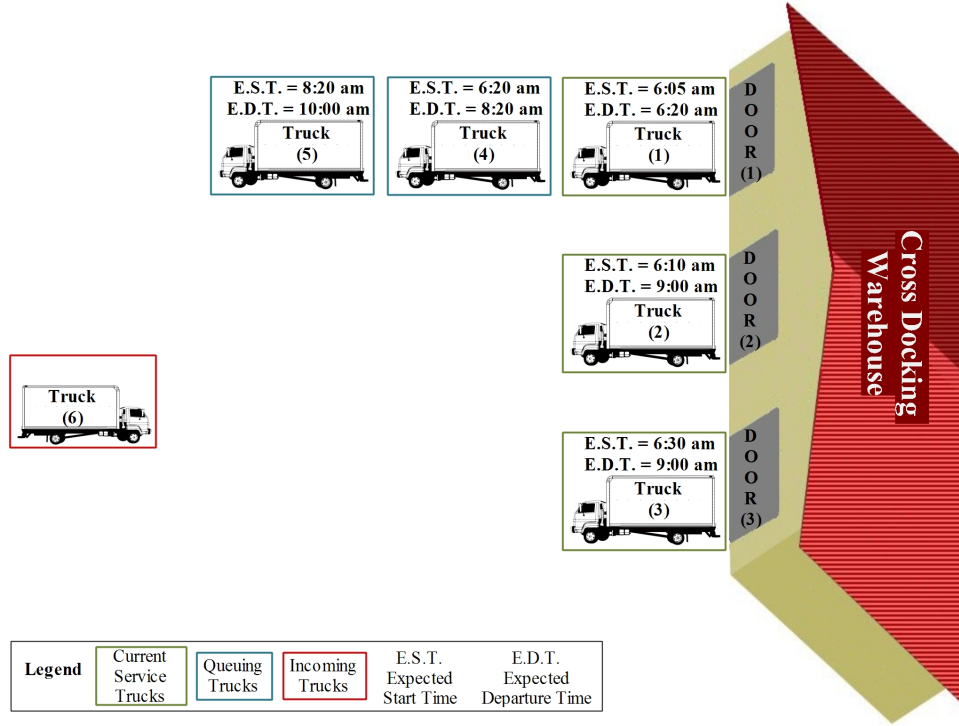 E.S.T. = 8:20 am
E.D.T. = 10:00 am
Truck
(5)
E.S.T. = 6:20 am
E.D.T. = 8:20 am
Truck
(4)
E.S.T. = 6:05 am
E.D.T. = 6:20 am
Truck
(1)
D
O
O
R
(1)
E.S.T. = 6:10 am
E.D.T. = 9:00 am
Truck
(2)
D
O
O
R
(2)
Cross Docking
Warehouse
Truck
(6)
E.S.T. = 6:30 am
E.D.T. = 9:00 am
Truck
(3)
D
O
O
R
(3)
Legend
Current
Service
Trucks
Queuing
Trucks
Incoming
Trucks
E.S.T.
Expected
Start Time
E.D.T.
Expected
Departure Time